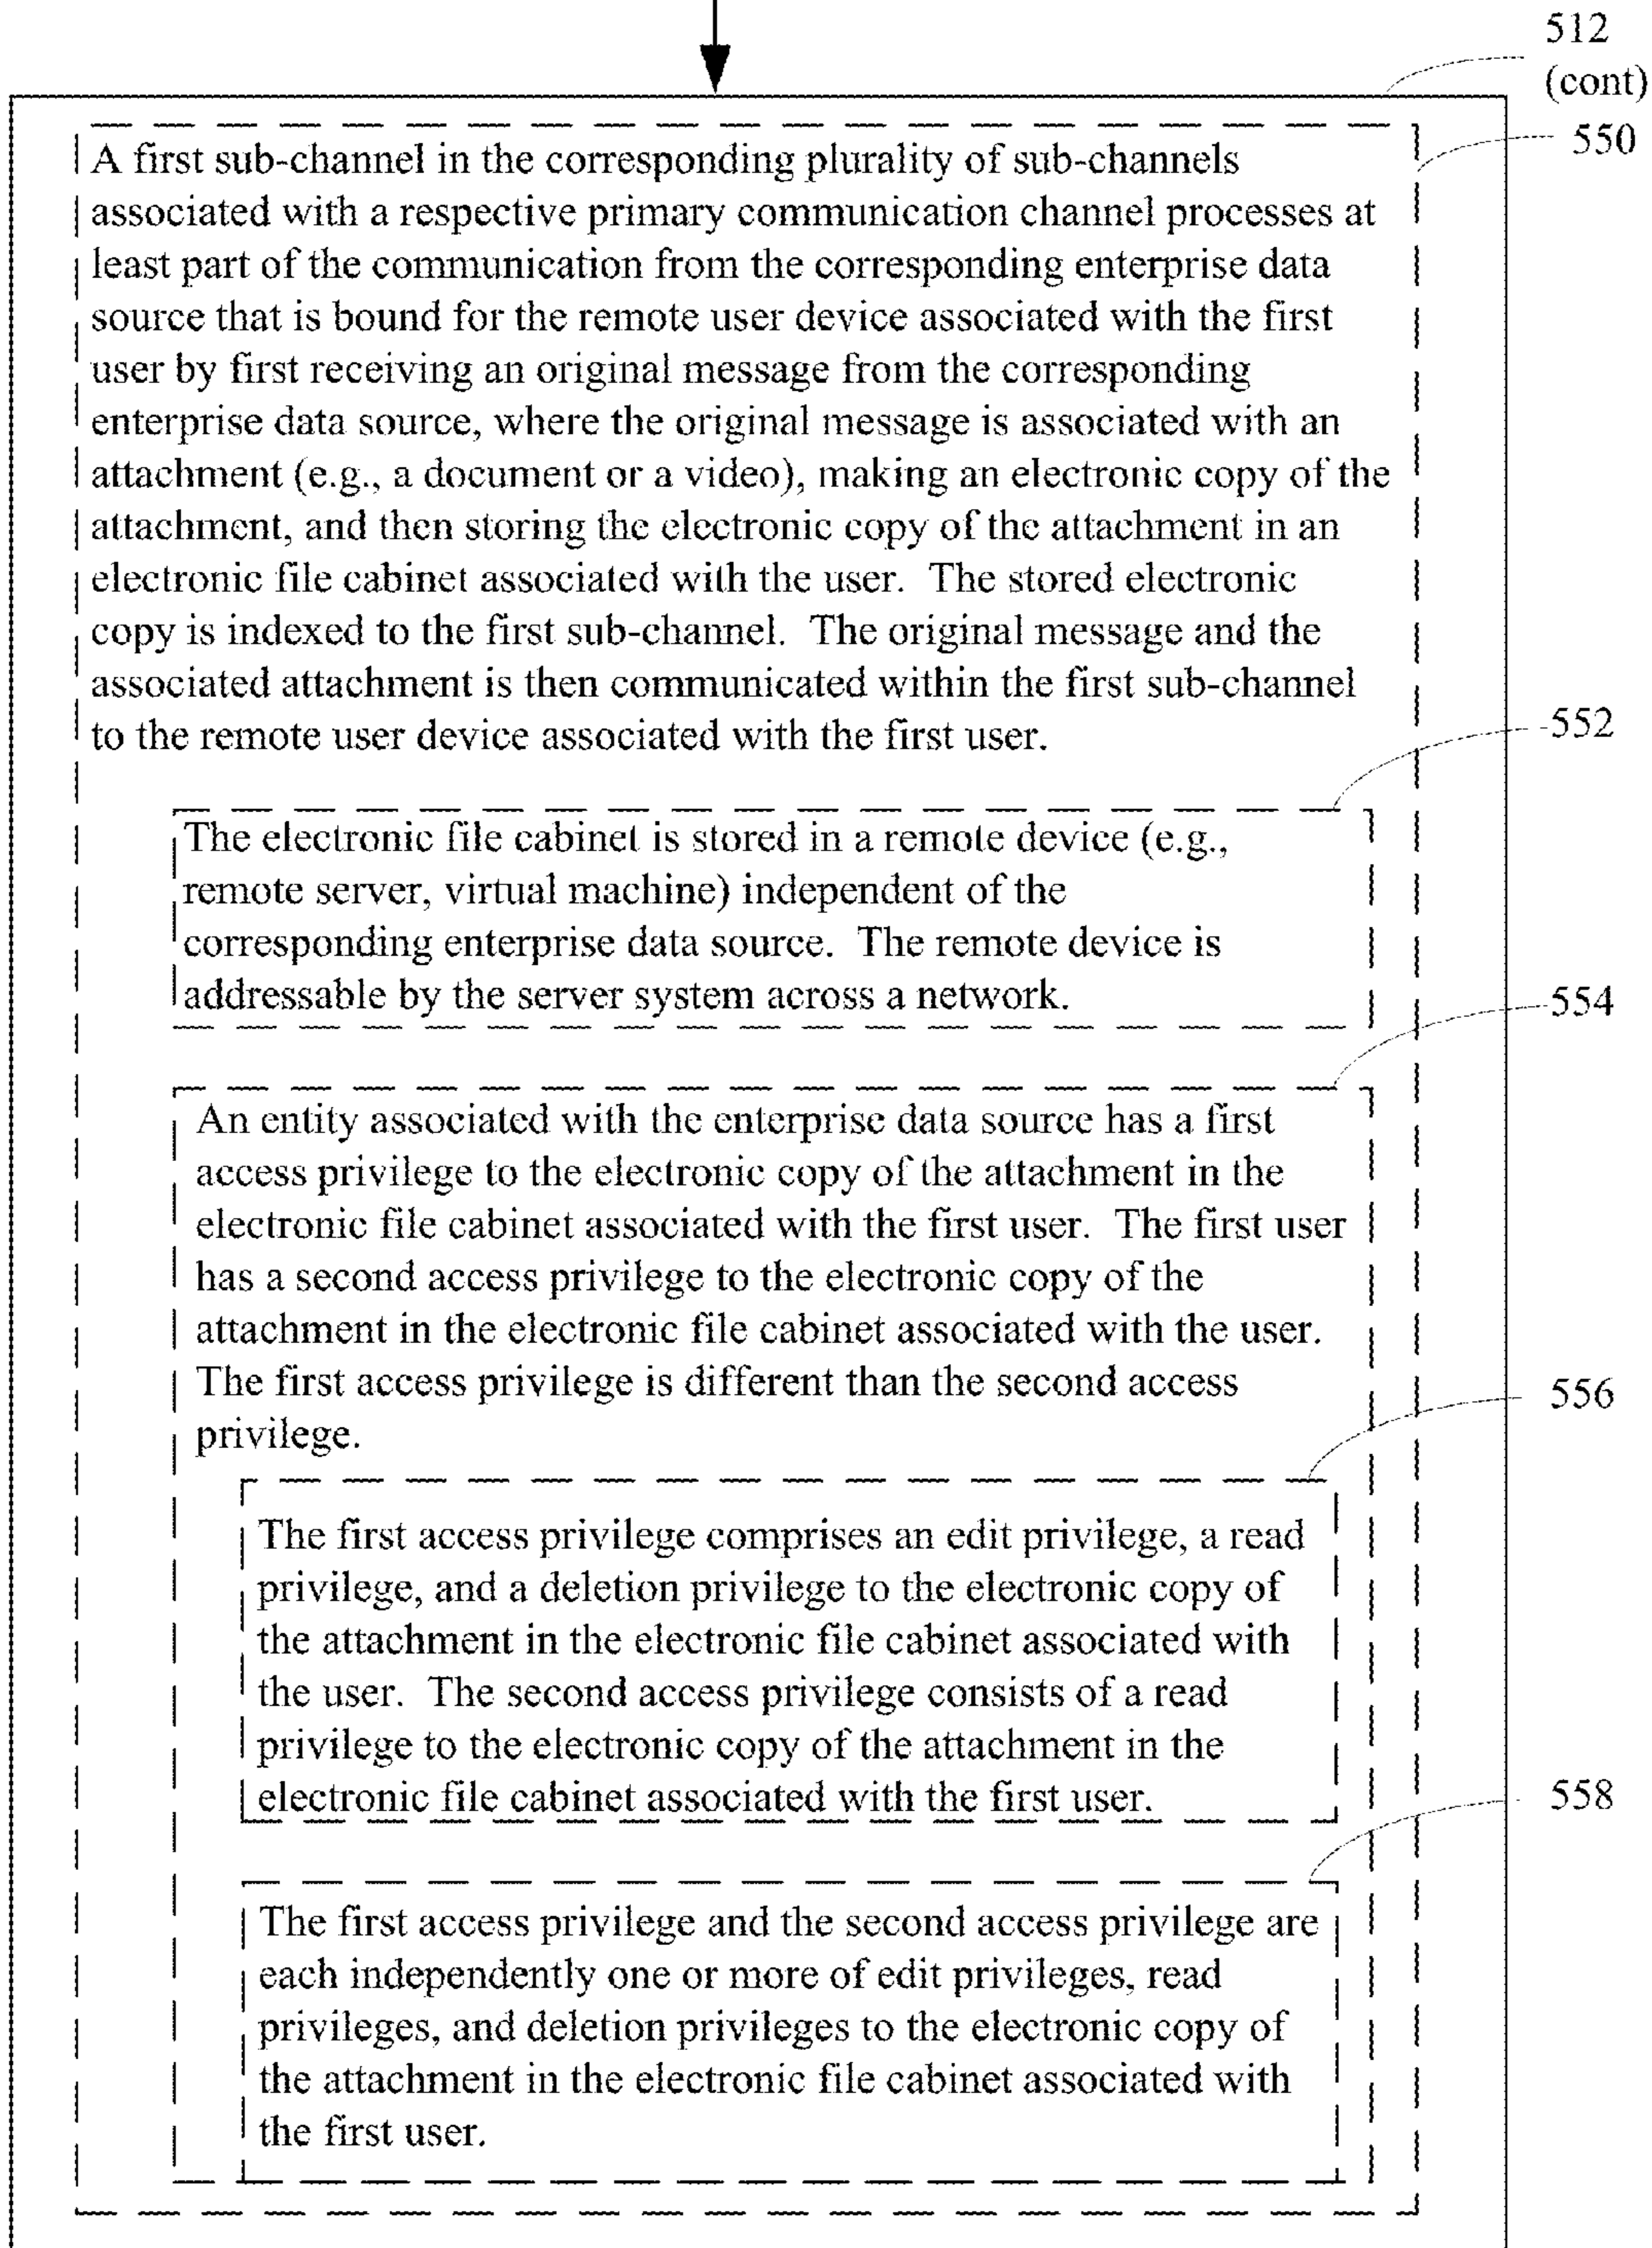 512
(cont)
550
A first sub-channel in the corresponding plurality of sub-channels
associated with a respective primary communication channel processes at
least part of the communication from the corresponding enterprise data
source that is bound for the remote user device associated with the first
user by first receiving an original message from the corresponding
enterprise data source, where the original message is associated with an
attachment (e.g., a document or a video), making an electronic copy of the
attachment, and then storing the electronic copy of the attachment in an
electronic file cabinet associated with the user.  The stored electronic
copy is indexed to the first sub-channel.  The original message and the
associated attachment is then communicated within the first sub-channel
to the remote user device associated with the first user.
552
The electronic file cabinet is stored in a remote device (e.g.,
remote server, virtual machine) independent of the
corresponding enterprise data source.  The remote device is
addressable by the server system across a network.
554
An entity associated with the enterprise data source has a first
access privilege to the electronic copy of the attachment in the
electronic file cabinet associated with the first user.  The first user
has a second access privilege to the electronic copy of the
attachment in the electronic file cabinet associated with the user.
The first access privilege is different than the second access
privilege.
556
The first access privilege comprises an edit privilege, a read
privilege, and a deletion privilege to the electronic copy of
the attachment in the electronic file cabinet associated with
the user.  The second access privilege consists of a read
privilege to the electronic copy of the attachment in the
electronic file cabinet associated with the first user.
558
The first access privilege and the second access privilege are
each independently one or more of edit privileges, read
privileges, and deletion privileges to the electronic copy of
the attachment in the electronic file cabinet associated with
the first user.